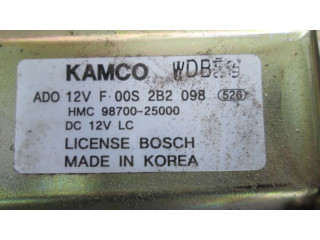 KAMCO WDB
ADO 12V F 00S 2B2 098 526
HMC 98700-25000
DC 12V LC
LICENSE BOSCH
MADE IN KOREA